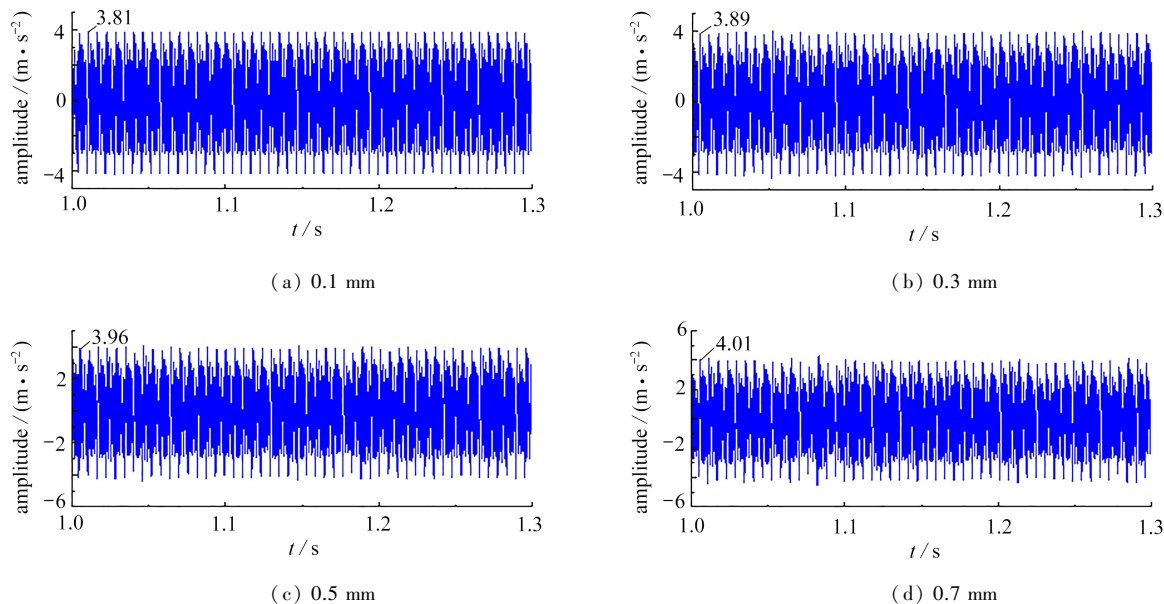 3.81
4
0
−4
amplitude / (m • s⁻²)
1.0 1.1 1.2 1.3
t / s
(a) 0.1 mm
3.89
4
0
−4
amplitude / (m • s⁻²)
1.0 1.1 1.2 1.3
t / s
(b) 0.3 mm
3.96
2
−2
−6
amplitude / (m • s⁻²)
1.0 1.1 1.2 1.3
t / s
(c) 0.5 mm
4.01
6
2
−2
−6
amplitude / (m • s⁻²)
1.0 1.1 1.2 1.3
t / s
(d) 0.7 mm